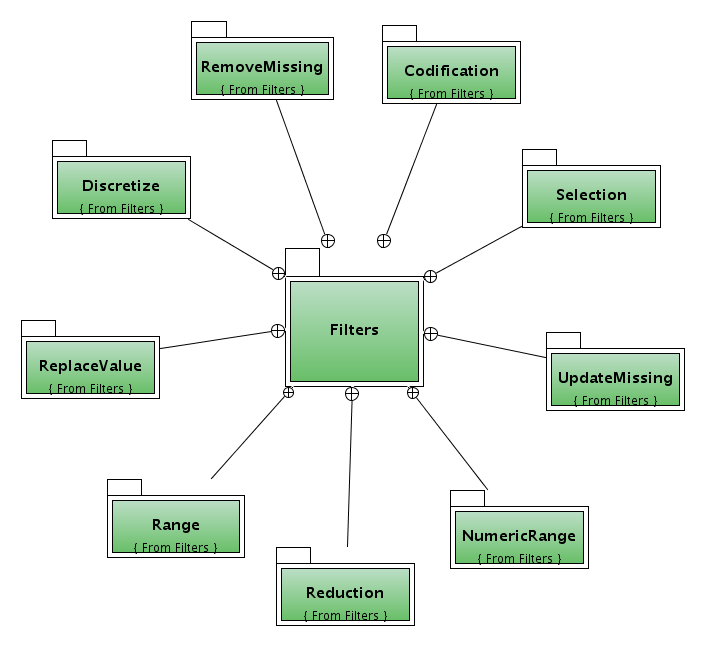 RemoveMissing
{ From Filters }
Codification
{ From Filters }
Discretize
{ From Filters }
Selection
{ From Filters }
Filters
ReplaceValue
{ From Filters }
UpdateMissing
{ From Filters }
Range
{ From Filters }
NumericRange
{ From Filters }
Reduction
{ From Filters }